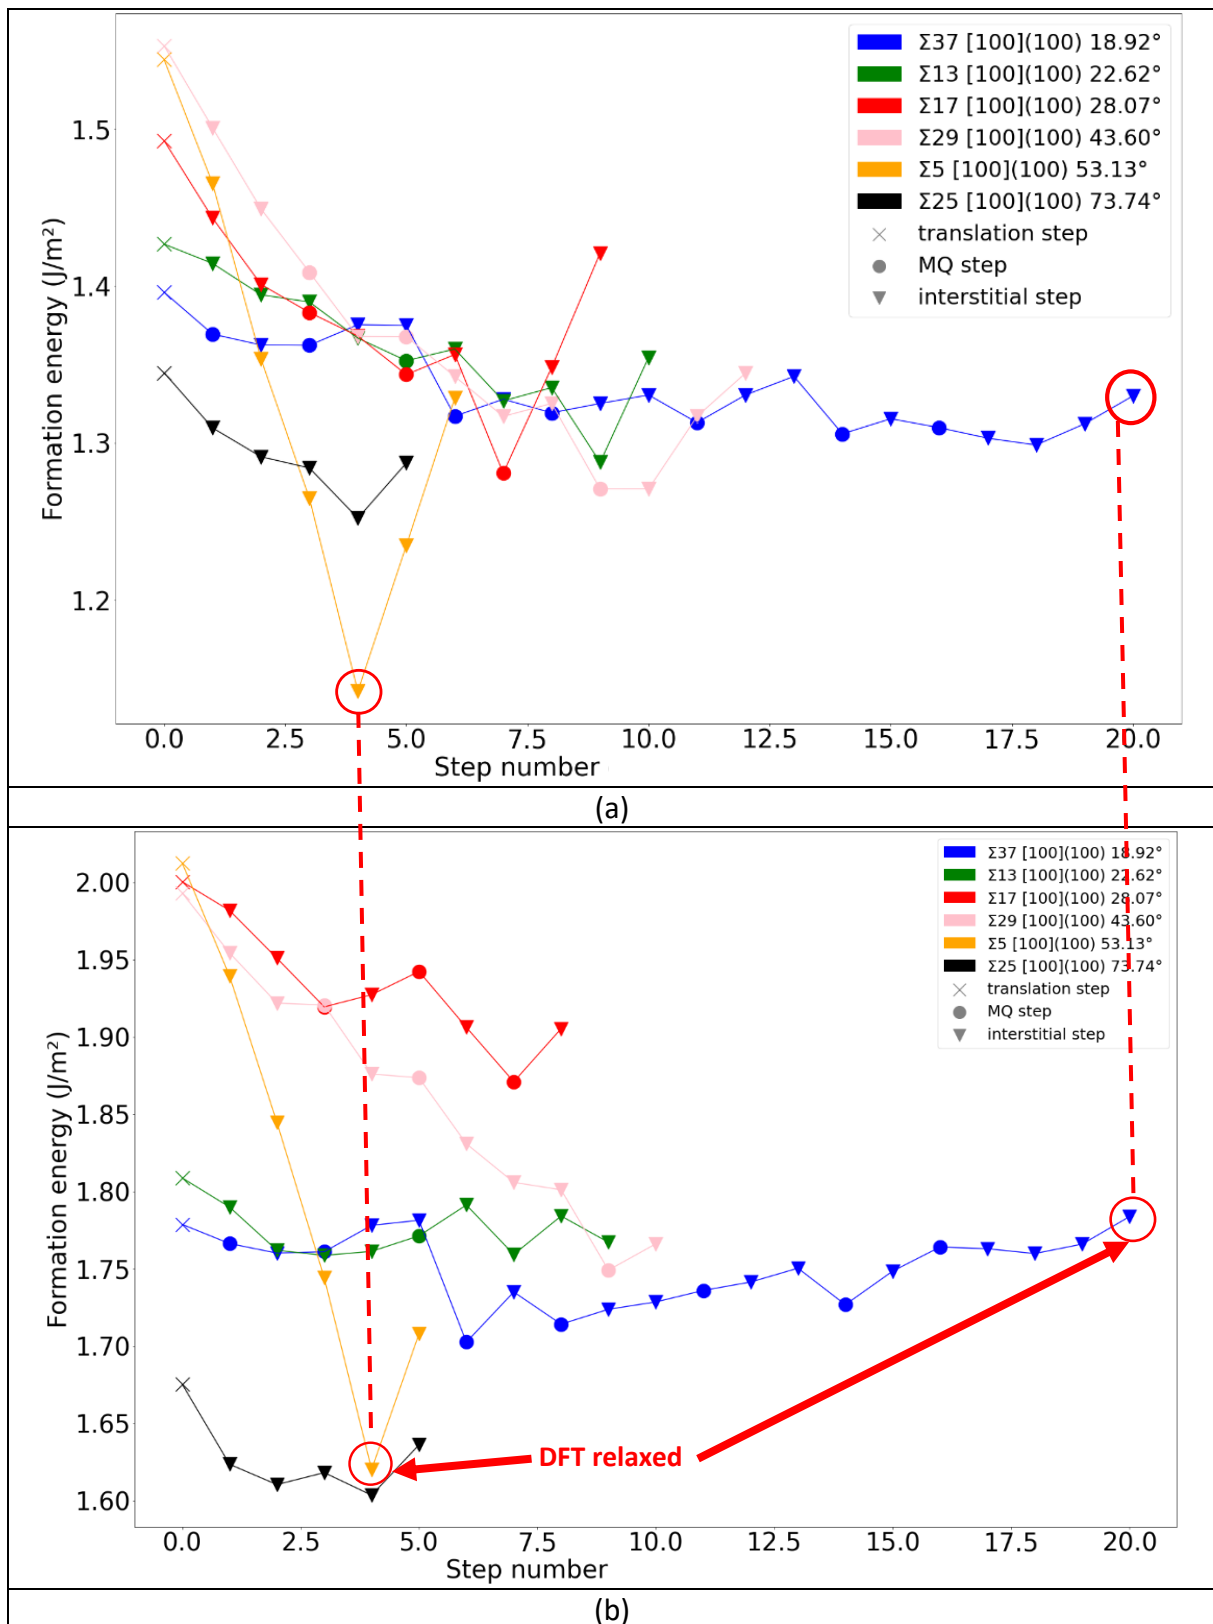 Formation energy (J/m²)
1.5
1.4
1.3
1.2
Σ37 [100](100) 18.92°
Σ13 [100](100) 22.62°
Σ17 [100](100) 28.07°
Σ29 [100](100) 43.60°
Σ5 [100](100) 53.13°
Σ25 [100](100) 73.74°
translation step
MQ step
interstitial step
0.0 2.5 5.0 7.5 10.0 12.5 15.0 17.5 20.0
Step number
(a)
Formation energy (J/m²)
2.00
1.95
1.90
1.85
1.80
1.75
1.70
1.65
1.60
Σ37 [100](100) 18.92°
Σ13 [100](100) 22.62°
Σ17 [100](100) 28.07°
Σ29 [100](100) 43.60°
Σ5 [100](100) 53.13°
Σ25 [100](100) 73.74°
translation step
MQ step
interstitial step
DFT relaxed
0.0 2.5 5.0 7.5 10.0 12.5 15.0 17.5 20.0
Step number
(b)